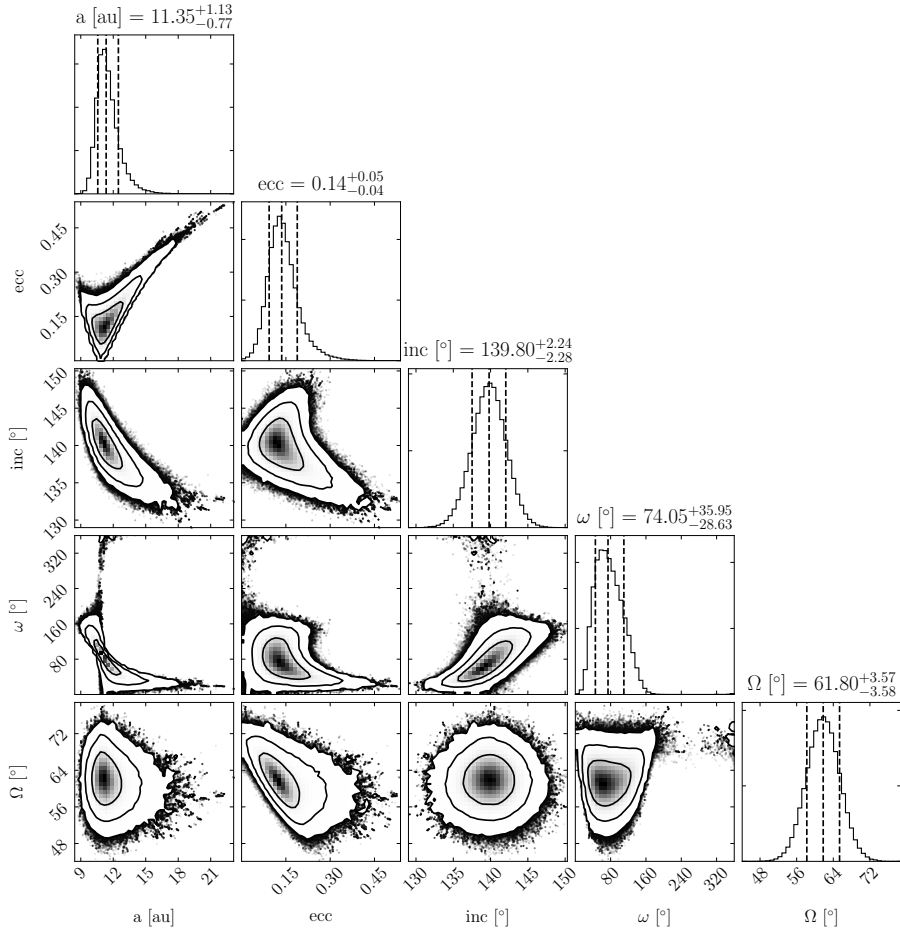 a [au] = 11.35^{+1.13}_{-0.77}
ecc = 0.14^{+0.05}_{-0.04}
ecc
0.45
0.30
0.15
inc [°] = 139.80^{+2.24}_{-2.28}
inc [°]
150
145
140
135
130
ω [°] = 74.05^{+35.95}_{-28.63}
ω [°]
320
240
160
80
Ω [°] = 61.80^{+3.57}_{-3.58}
Ω [°]
72
64
56
48
9 12 15 18 21
0.15 0.30 0.45
130 135 140 145 150
80 160 240 320
48 56 64 72
a [au] ecc inc [°] ω [°] Ω [°]